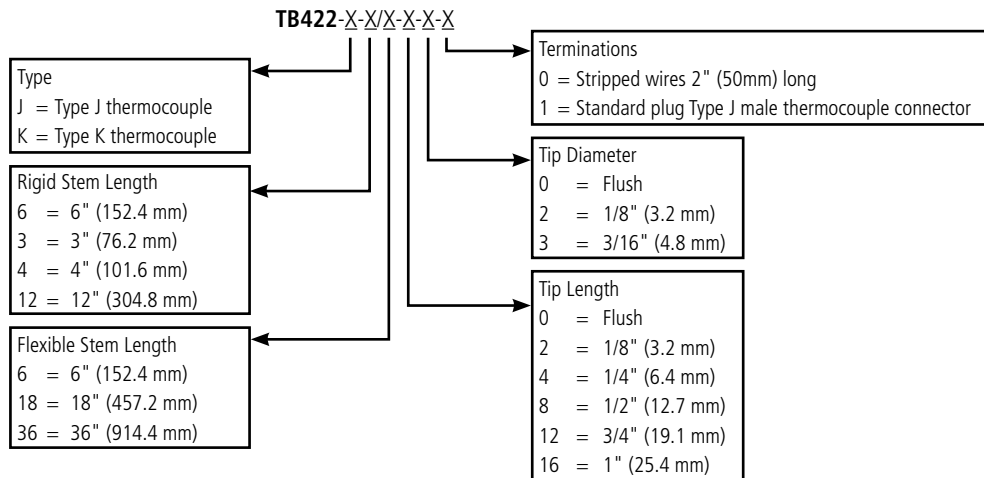 TB422-X-X/X-X-X-X
Type
J = Type J thermocouple
K = Type K thermocouple
Rigid Stem Length
6 = 6" (152.4 mm)
3 = 3" (76.2 mm)
4 = 4" (101.6 mm)
12 = 12" (304.8 mm)
Flexible Stem Length
6 = 6" (152.4 mm)
18 = 18" (457.2 mm)
36 = 36" (914.4 mm)
Terminations
0 = Stripped wires 2" (50mm) long
1 = Standard plug Type J male thermocouple connector
Tip Diameter
0 = Flush
2 = 1/8" (3.2 mm)
3 = 3/16" (4.8 mm)
Tip Length
0 = Flush
2 = 1/8" (3.2 mm)
4 = 1/4" (6.4 mm)
8 = 1/2" (12.7 mm)
12 = 3/4" (19.1 mm)
16 = 1" (25.4 mm)